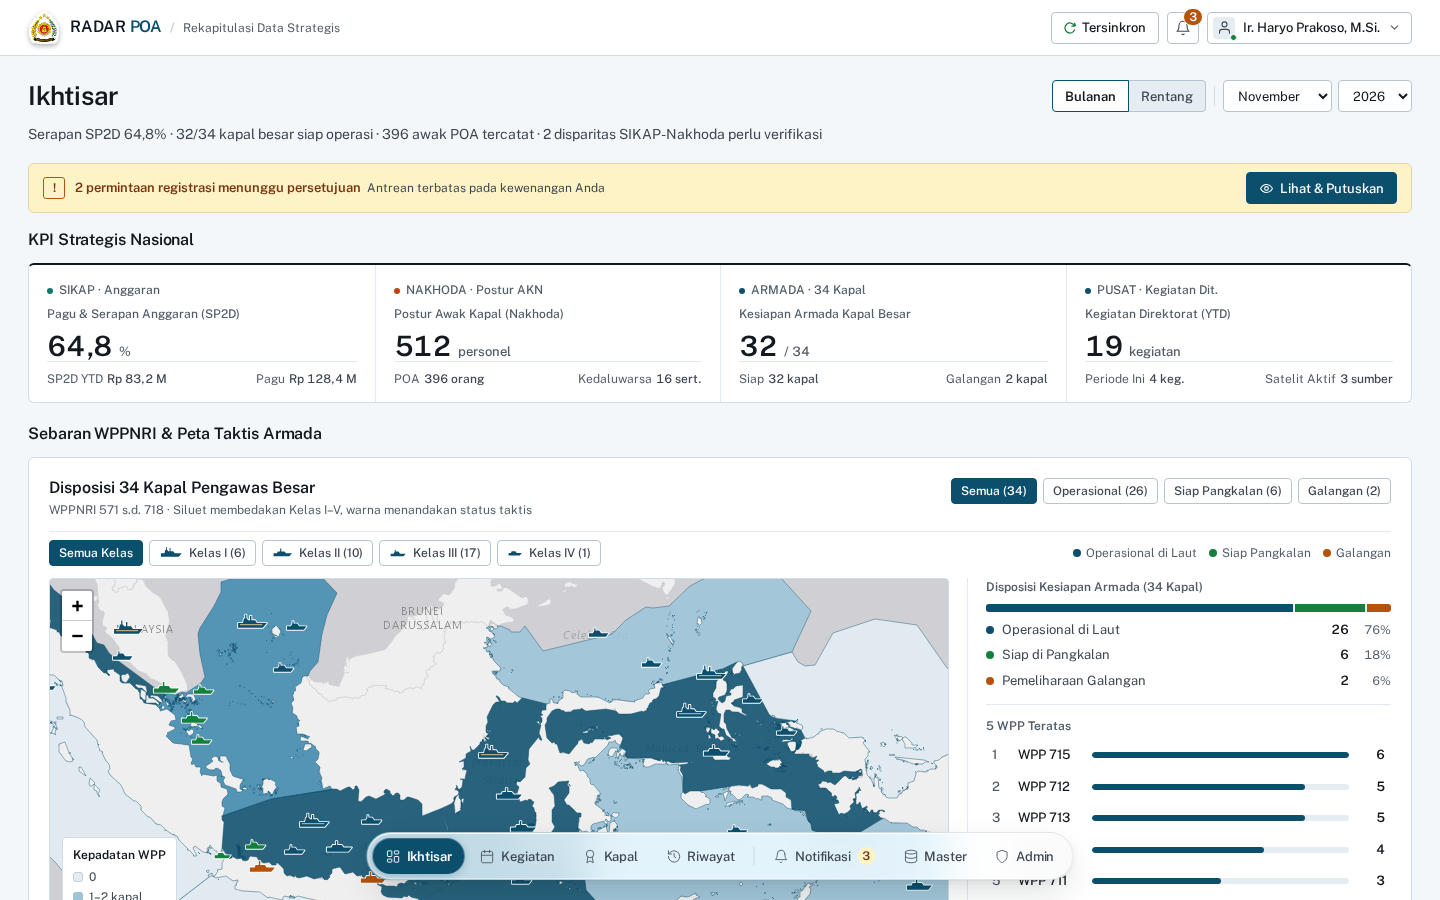 RADAR POA / Rekapitulasi Data Strategis
Tersinkron
3
Ir. Haryo Prakoso, M.Si.
Ikhtisar
Bulanan Rentang November 2026
Serapan SP2D 64,8% · 32/34 kapal besar siap operasi · 396 awak POA tercatat · 2 disparitas SIKAP-Nakhoda perlu verifikasi
! 2 permintaan registrasi menunggu persetujuan Antrean terbatas pada kewenangan Anda
Lihat & Putuskan
KPI Strategis Nasional
SIKAP · Anggaran
Pagu & Serapan Anggaran (SP2D)
64,8 %
SP2D YTD Rp 83,2 M Pagu Rp 128,4 M
NAKHODA · Postur AKN
Postur Awak Kapal (Nakhoda)
512 personel
POA 396 orang Kedaluwarsa 16 sert.
ARMADA · 34 Kapal
Kesiapan Armada Kapal Besar
32 / 34
Siap 32 kapal Galangan 2 kapal
PUSAT · Kegiatan Dit.
Kegiatan Direktorat (YTD)
19 kegiatan
Periode Ini 4 keg. Satelit Aktif 3 sumber
Sebaran WPPNRI & Peta Taktis Armada
Disposisi 34 Kapal Pengawas Besar
WPPNRI 571 s.d. 718 · Siluet membedakan Kelas I–V, warna menandakan status taktis
Semua (34) Operasional (26) Siap Pangkalan (6) Galangan (2)
Semua Kelas Kelas I (6) Kelas II (10) Kelas III (17) Kelas IV (1)
Operasional di Laut Siap Pangkalan Galangan
+
−
BRUNEI
DARUSSALAM
Kepadatan WPP
0
1–2 kapal
Disposisi Kesiapan Armada (34 Kapal)
Operasional di Laut 26 76%
Siap di Pangkalan 6 18%
Pemeliharaan Galangan 2 6%
5 WPP Teratas
1 WPP 715 6
2 WPP 712 5
3 WPP 713 5
4
5 WPP 711 3
Ikhtisar Kegiatan Kapal Riwayat Notifikasi 3 Master Admin